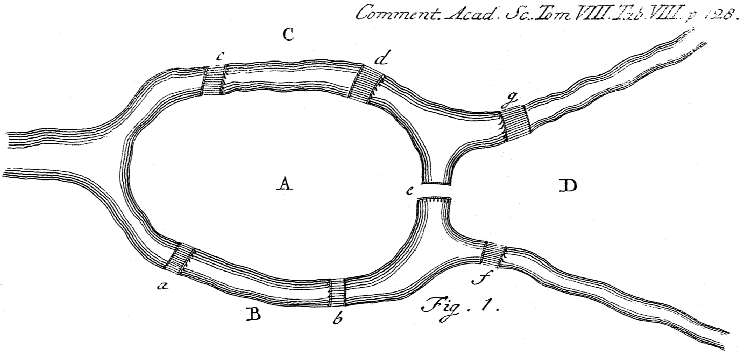 Comment. Acad. Sc. Tom VIII. Tab. VIII. p 128.
C
c
d
g
A
e
D
a
f
B
b
Fig. 1.